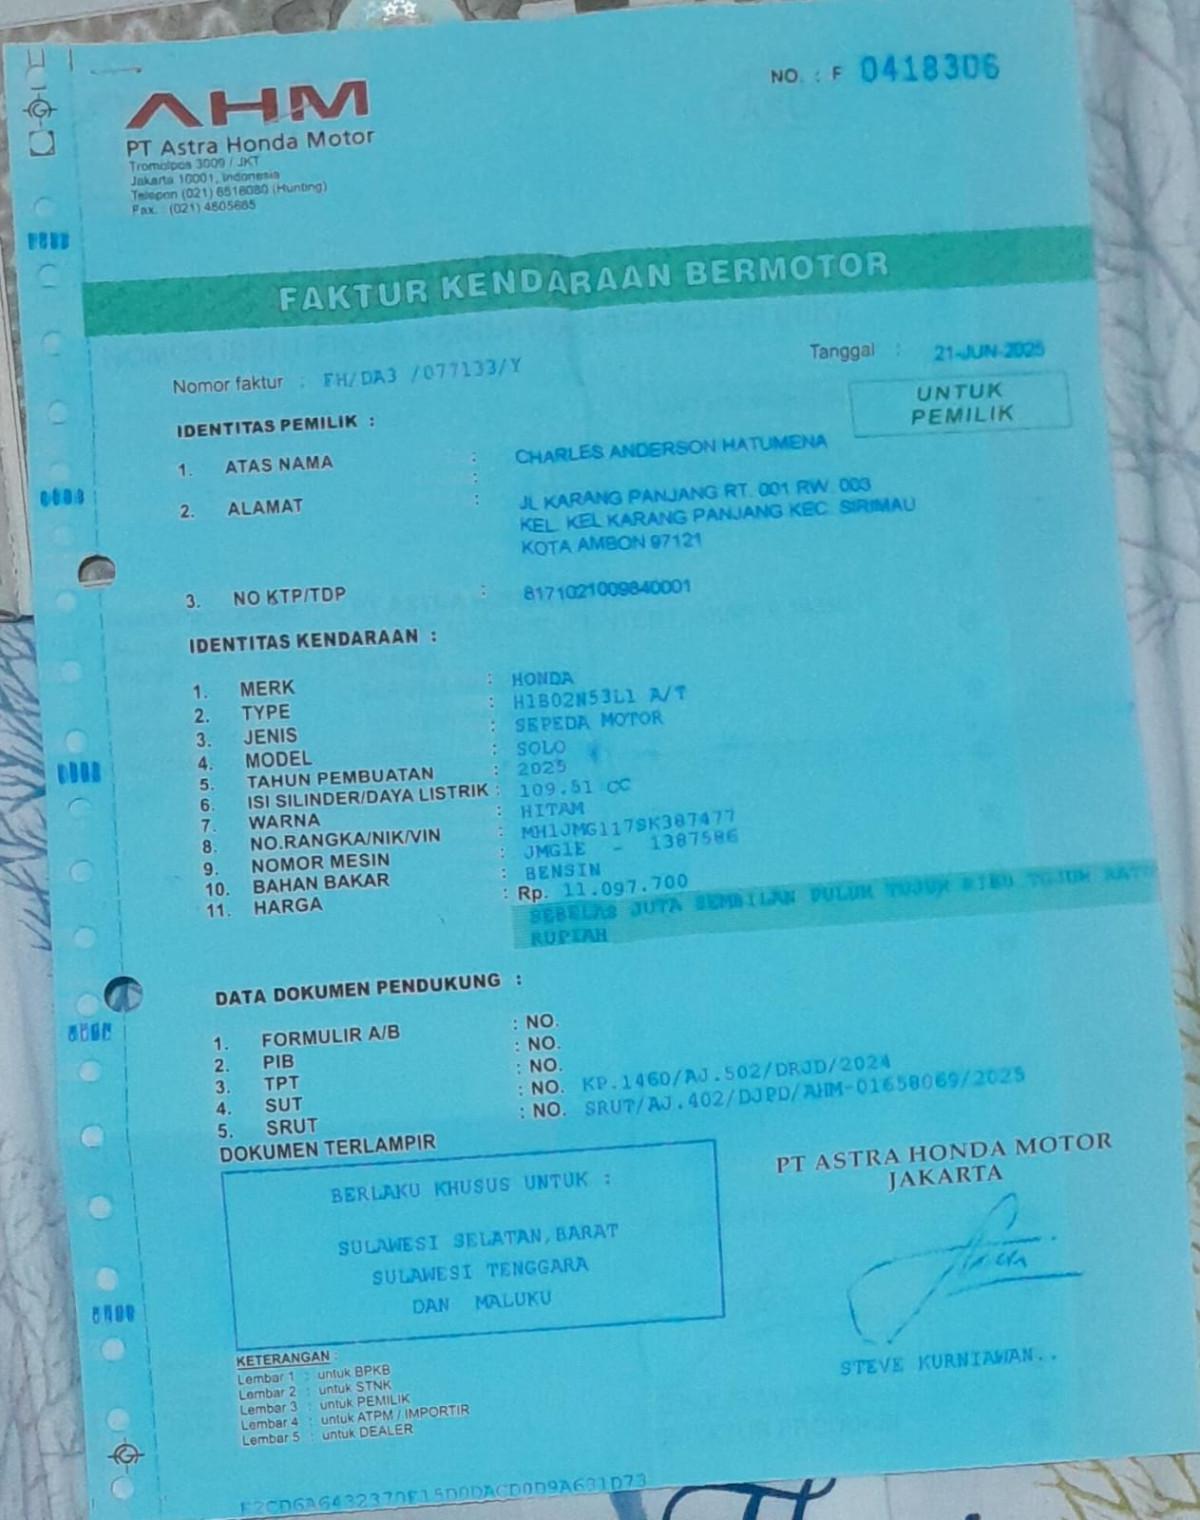 NO. : F 0418306
AHM
PT Astra Honda Motor
Tromolpos 3009 / JKT
Jakarta 10001, Indonesia
Telepon (021) 6518080 (Hunting)
Fax. : (021) 4605665
FAKTUR KENDARAAN BERMOTOR
Nomor faktur : FH/DA3 /077133/Y
Tanggal : 21-JUN-2025
UNTUK
PEMILIK
IDENTITAS PEMILIK :
1. ATAS NAMA : CHARLES ANDERSON HATUMENA
:
2. ALAMAT : JL KARANG PANJANG RT. 001 RW. 003
KEL. KEL KARANG PANJANG KEC. SIRIMAU
KOTA AMBON 97121
3. NO KTP/TDP : 8171021009840001
IDENTITAS KENDARAAN :
1. MERK : HONDA
2. TYPE : H1B02N53L1 A/T
3. JENIS : SEPEDA MOTOR
4. MODEL : SOLO
5. TAHUN PEMBUATAN : 2025
6. ISI SILINDER/DAYA LISTRIK : 109.51 CC
7. WARNA : HITAM
8. NO.RANGKA/NIK/VIN : MH1JMG117SK387477
9. NOMOR MESIN : JMG1E - 1387586
10. BAHAN BAKAR : BENSIN
11. HARGA : Rp. 11.097.700
SEBELAS JUTA SEMBILAN PULUH TUJUH RIBU TUJUH RATUS
RUPIAH
DATA DOKUMEN PENDUKUNG :
1. FORMULIR A/B : NO.
2. PIB : NO.
3. TPT : NO.
4. SUT : NO. KP.1460/AJ.502/DRJD/2024
5. SRUT : NO. SRUT/AJ.402/DJPD/AHM-01658069/2025
DOKUMEN TERLAMPIR
BERLAKU KHUSUS UNTUK :
SULAWESI SELATAN,BARAT
SULAWESI TENGGARA
DAN MALUKU
PT ASTRA HONDA MOTOR
JAKARTA
STEVE KURNIAWAN..
KETERANGAN :
Lembar 1 : untuk BPKB
Lembar 2 : untuk STNK
Lembar 3 : untuk PEMILIK
Lembar 4 : untuk ATPM / IMPORTIR
Lembar 5 : untuk DEALER